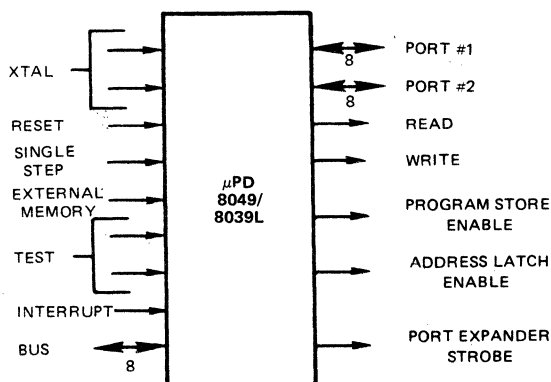 XTAL
RESET
SINGLE
STEP
EXTERNAL
MEMORY
TEST
INTERRUPT
BUS
8
μPD
8049/
8039L
8
PORT #1
8
PORT #2
READ
WRITE
PROGRAM STORE
ENABLE
ADDRESS LATCH
ENABLE
PORT EXPANDER
STROBE